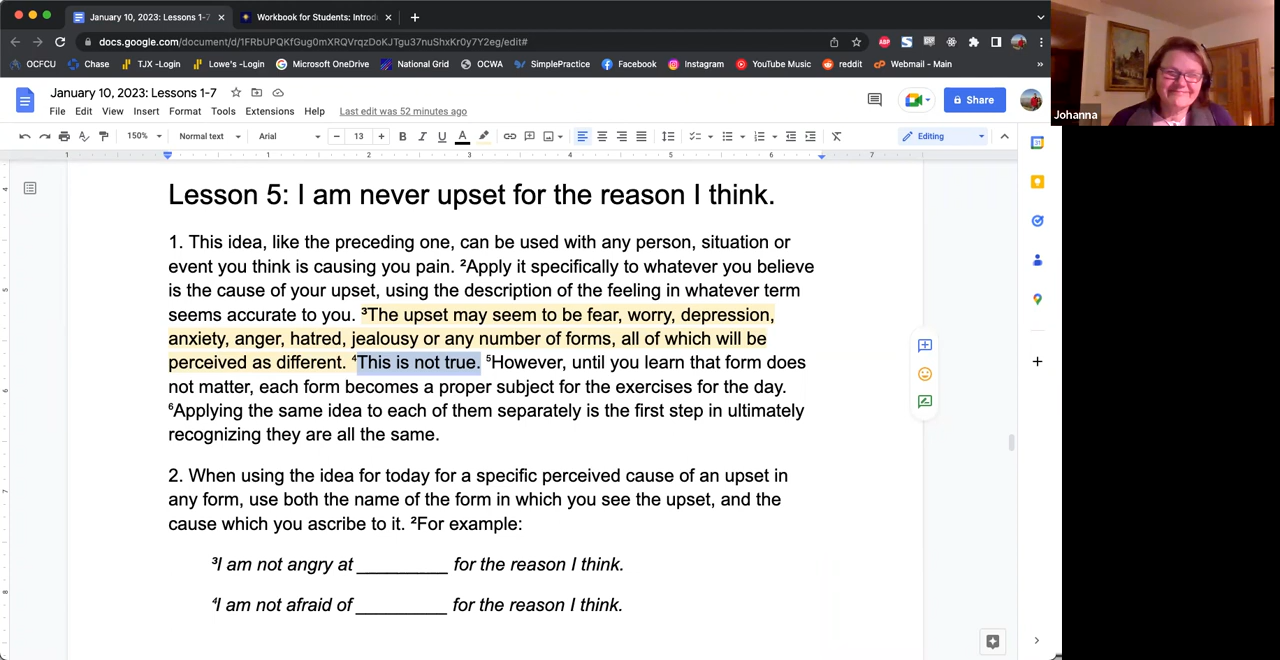 January 10, 2023: Lessons 1-7
Workbook for Students: Introdu
docs.google.com/document/d/1FRbUPQKfGug0mXRQVrqzDoKJTgu37nuShxKr0y7Y2eg/edit#
OCFCU Chase TJX -Login Lowe's -Login Microsoft OneDrive National Grid OCWA SimplePractice Facebook Instagram YouTube Music reddit Webmail - Main »
January 10, 2023: Lessons 1-7
Share
Johanna
File Edit View Insert Format Tools Extensions Help Last edit was 52 minutes ago
150% Normal text Arial 13 B I U A Editing
1 1 2 3 4 5 6 7
Lesson 5: I am never upset for the reason I think.
1. This idea, like the preceding one, can be used with any person, situation or
event you think is causing you pain. ²Apply it specifically to whatever you believe
is the cause of your upset, using the description of the feeling in whatever term
seems accurate to you. ³The upset may seem to be fear, worry, depression,
anxiety, anger, hatred, jealousy or any number of forms, all of which will be
perceived as different. ⁴This is not true. ⁵However, until you learn that form does
not matter, each form becomes a proper subject for the exercises for the day.
⁶Applying the same idea to each of them separately is the first step in ultimately
recognizing they are all the same.
2. When using the idea for today for a specific perceived cause of an upset in
any form, use both the name of the form in which you see the upset, and the
cause which you ascribe to it. ²For example:
³I am not angry at __________ for the reason I think.
⁴I am not afraid of __________ for the reason I think.